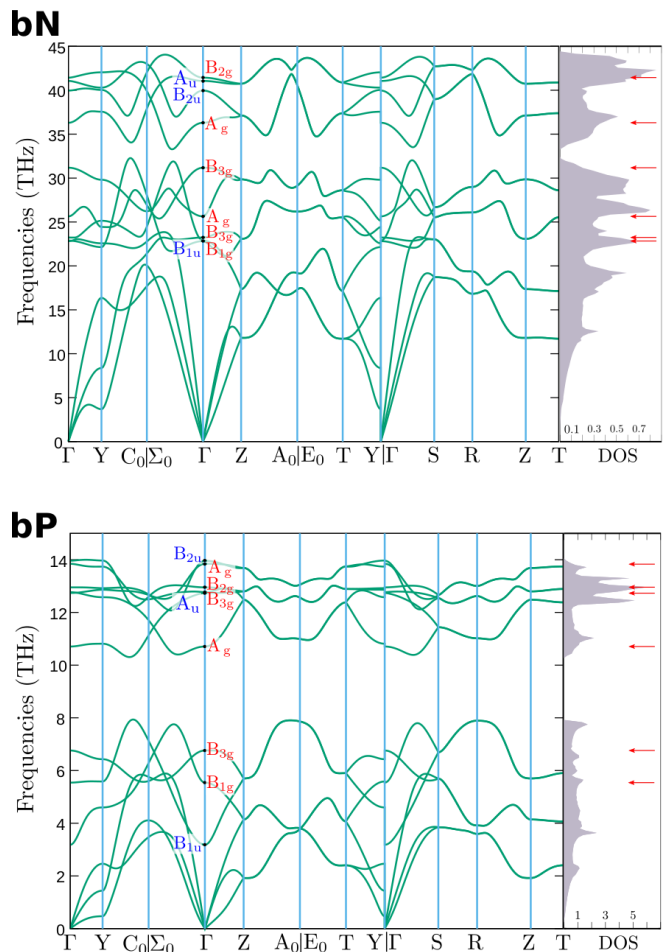 bN
45
40
35
30
25
20
15
10
5
0
Frequencies (THz)
B2g
Au
B2u
Ag
B3g
Ag
B3g
B1u
B1g
0.1 0.3 0.5 0.7
Γ Y C0|Σ0 Γ Z A0|E0 T Y|Γ S R Z T DOS
bP
14
12
10
8
6
4
2
0
Frequencies (THz)
B2u
Ag
B2g
Au
B3g
Ag
B3g
B1g
B1u
1 3 5
Γ Y C0|Σ0 Γ Z A0|E0 T Y|Γ S R Z T DOS